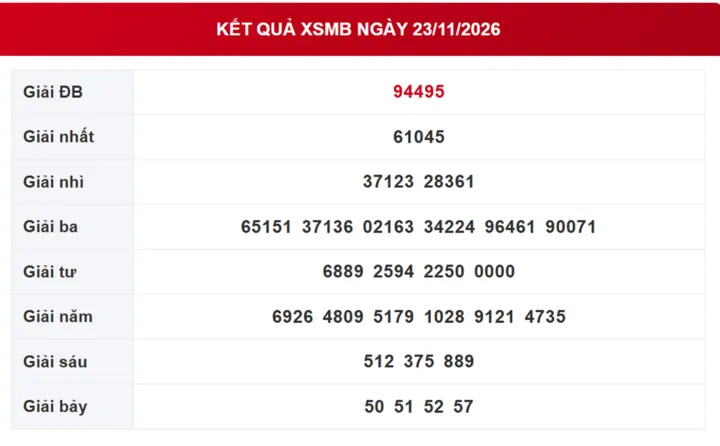 KẾT QUẢ XSMB NGÀY 23/11/2026
Giải ĐB 94495
Giải nhất 61045
Giải nhì 37123 28361
Giải ba 65151 37136 02163 34224 96461 90071
Giải tư 6889 2594 2250 0000
Giải năm 6926 4809 5179 1028 9121 4735
Giải sáu 512 375 889
Giải bảy 50 51 52 57